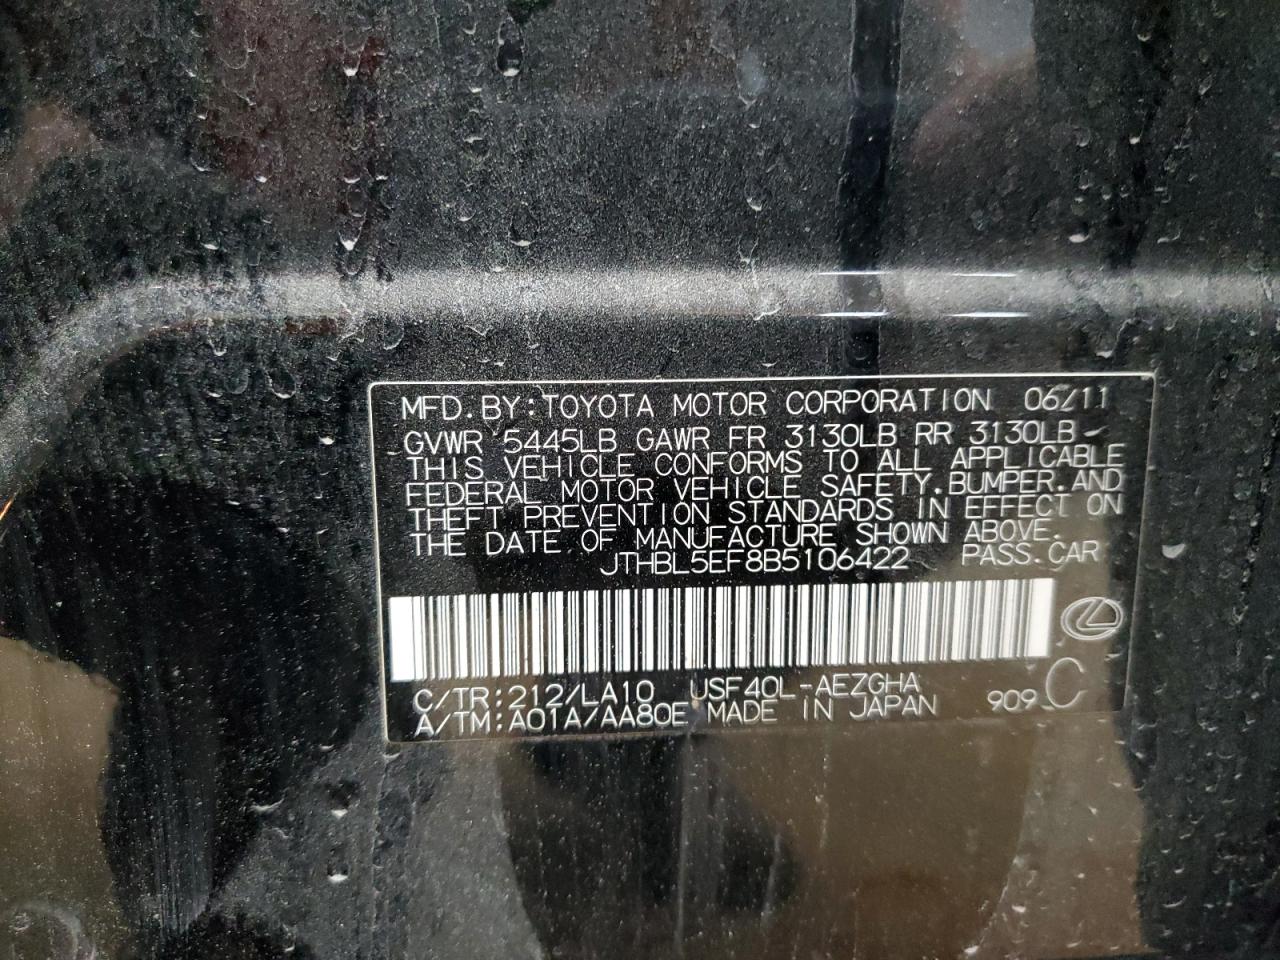 MFD.BY:TOYOTA MOTOR CORPORATION 06/11
GVWR 5445LB GAWR FR 3130LB RR 3130LB
THIS VEHICLE CONFORMS TO ALL APPLICABLE
FEDERAL MOTOR VEHICLE SAFETY,BUMPER,AND
THEFT PREVENTION STANDARDS IN EFFECT ON
THE DATE OF MANUFACTURE SHOWN ABOVE.
JTHBL5EF8B5106422 PASS.CAR
C/TR:212/LA10 USF40L-AEZGHA
A/TM:A01A/AA80E MADE IN JAPAN 909 C